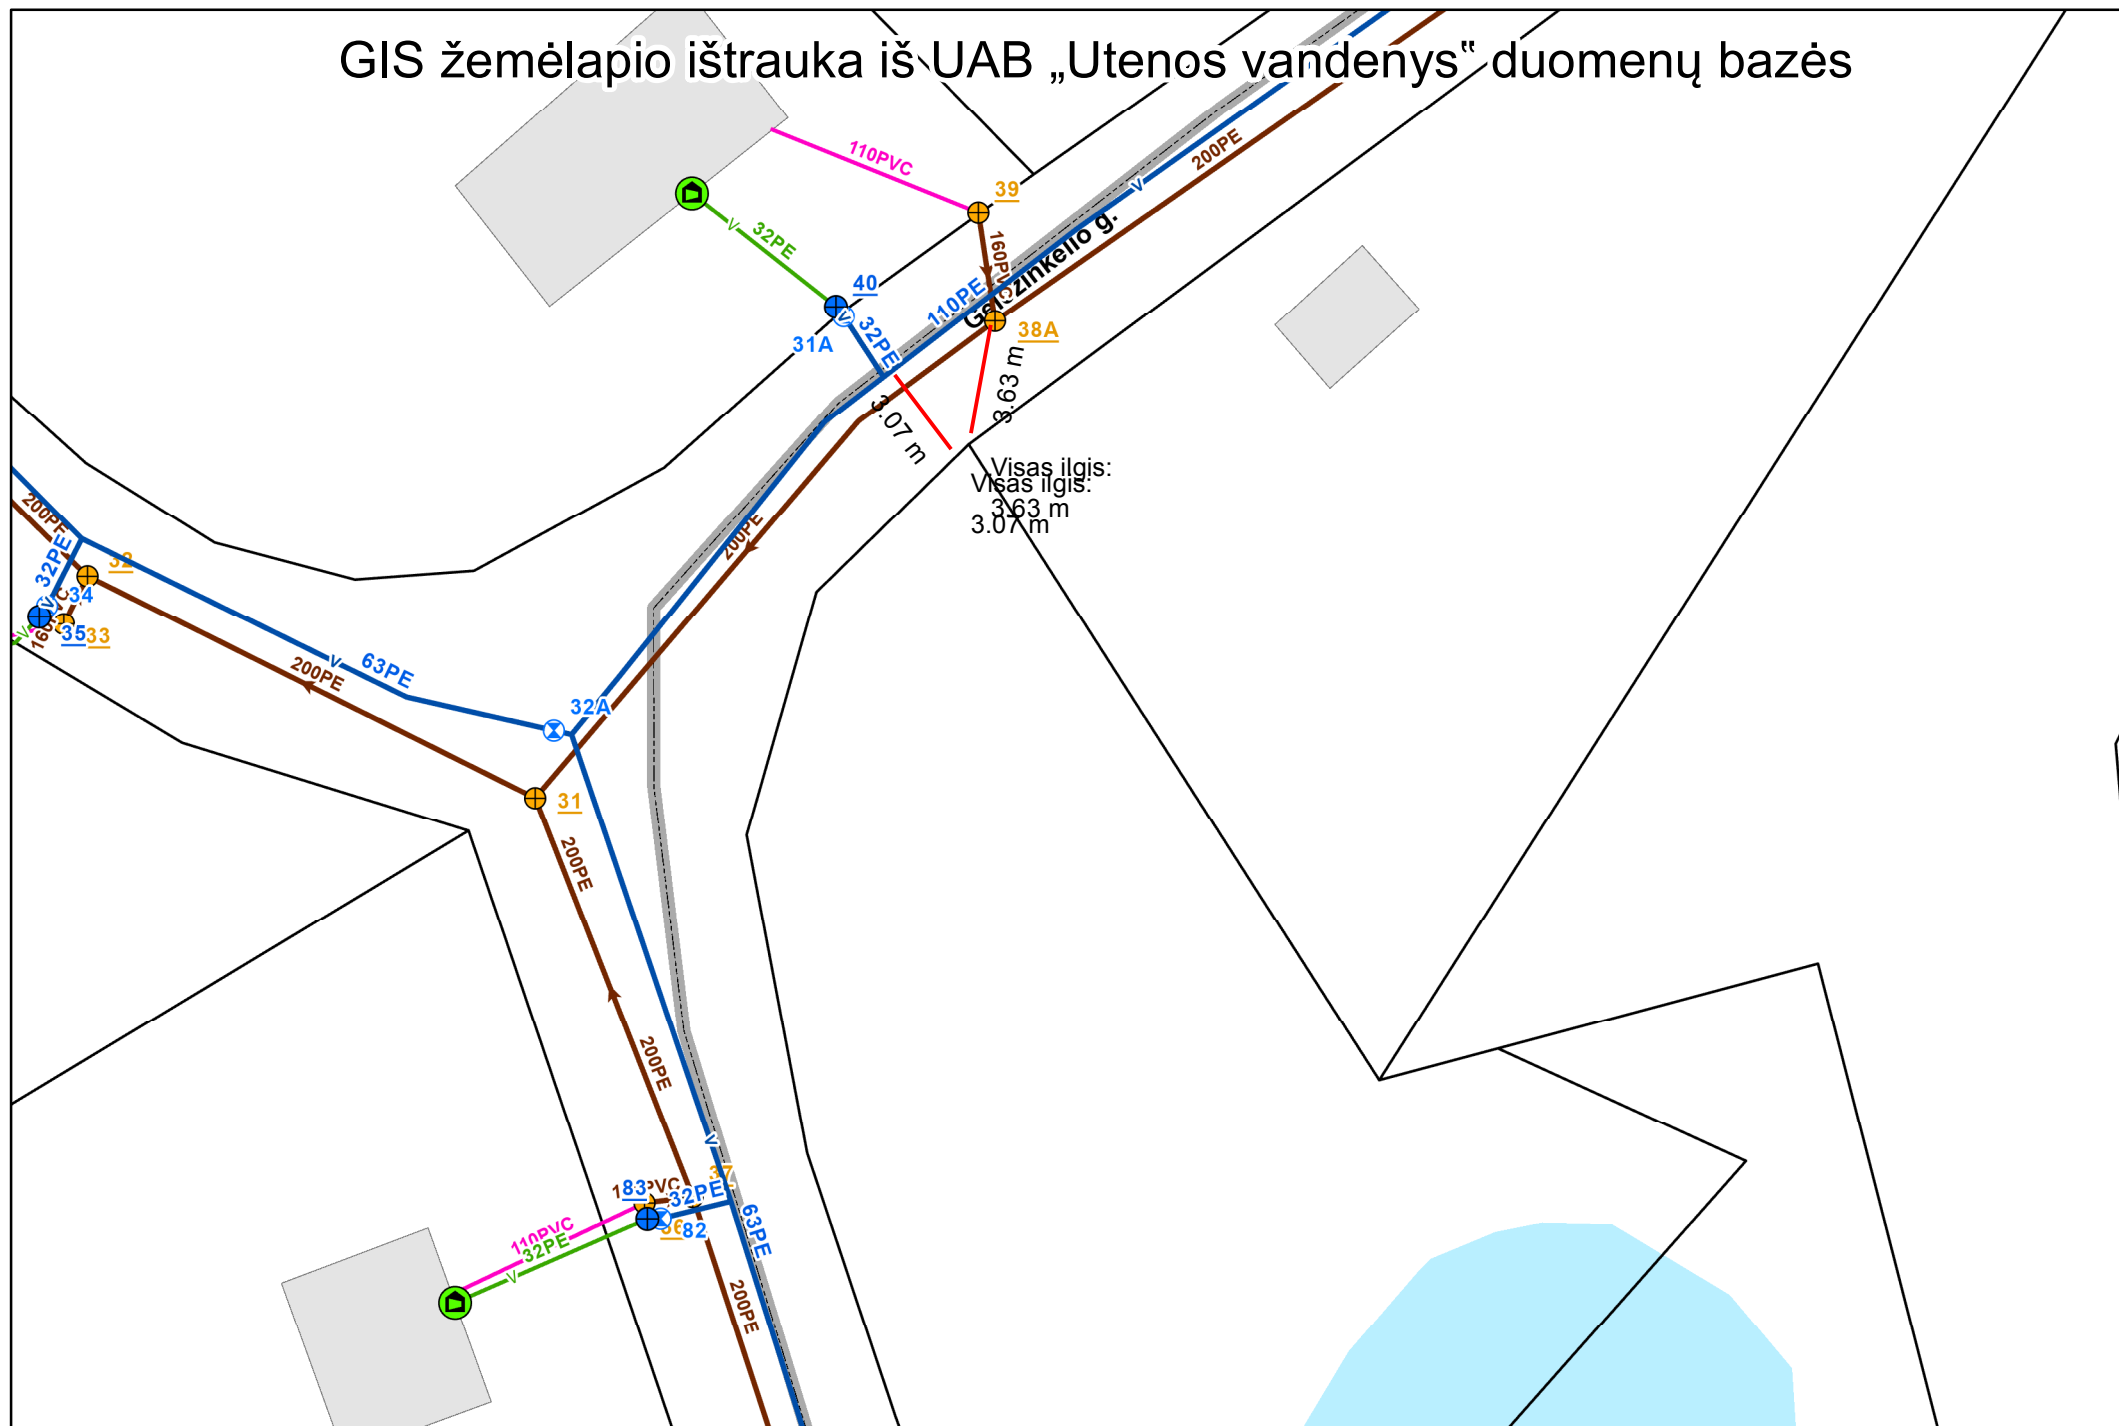 GIS žemėlapio ištrauka iš UAB „Utenos vandenys“ duomenų bazės
110PVC
200PE
39
32PE
V
V
160PVC
Geležinkelio g.
40
110PE
38A
V
32PE
31A
3.63 m
3.07 m
Visas ilgis:
Visas ilgis:
3.63 m
3.07 m
200PE
200PE
32PE
32
34
V
V
35
33
V
63PE
200PE
32A
31
200PE
200PE
V
37
83
32PE
82
63PE
110PVC
32PE
V
200PE